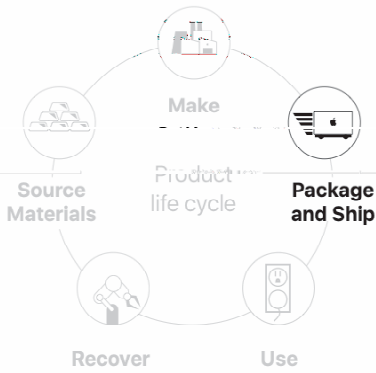 Make
Product
life cycle
Source
Materials
Package
and Ship
Recover
Use